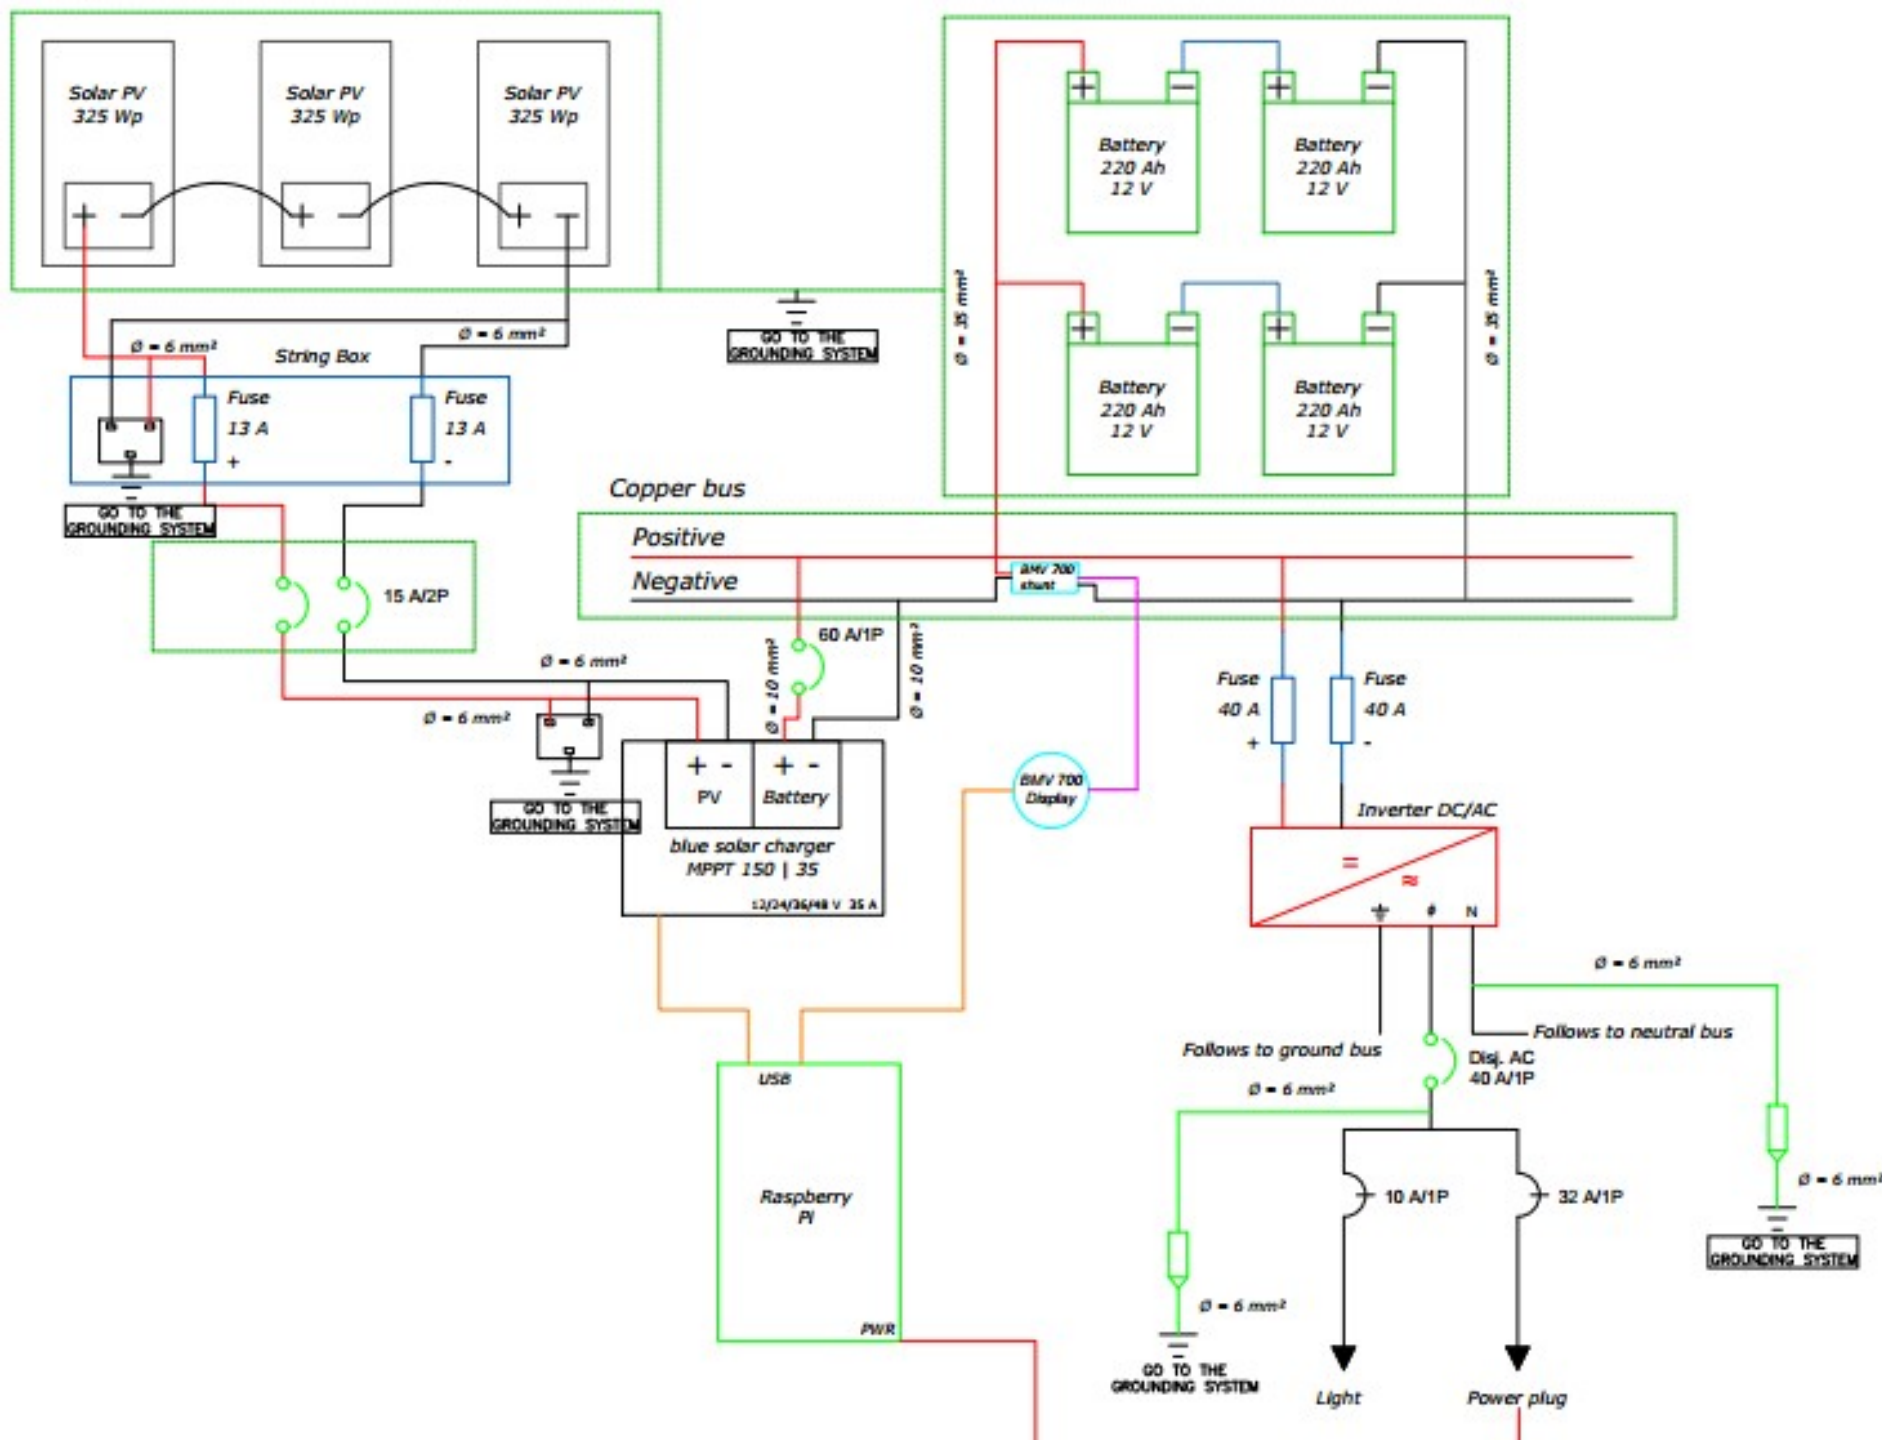 Solar PV
325 Wp
Solar PV
325 Wp
Solar PV
325 Wp
+ −
+ −
+ −
+ −
+ −
Battery
220 Ah
12 V
Battery
220 Ah
12 V
Ø = 35 mm²
Ø = 35 mm²
GO TO THE
GROUNDING SYSTEM
+ −
+ −
Battery
220 Ah
12 V
Battery
220 Ah
12 V
Ø = 6 mm²
Ø = 6 mm²
String Box
Fuse
13 A
+
Fuse
13 A
-
GO TO THE
GROUNDING SYSTEM
Copper bus
Positive
Negative
BMV 700
shunt
15 A/2P
60 A/1P
Ø = 10 mm²
Ø = 10 mm²
Ø = 6 mm²
Ø = 6 mm²
GO TO THE
GROUNDING SYSTEM
+ -
PV
+ -
Battery
blue solar charger
MPPT 150 | 35
12/24/36/48 V 35 A
BMV 700
Display
Fuse
40 A
+
Fuse
40 A
-
Inverter DC/AC
=
≈
# N
Ø = 6 mm²
Follows to ground bus
Follows to neutral bus
Disj. AC
40 A/1P
Ø = 6 mm²
10 A/1P
32 A/1P
Ø = 6 mm²
GO TO THE
GROUNDING SYSTEM
Ø = 6 mm²
GO TO THE
GROUNDING SYSTEM
Light
Power plug
USB
Raspberry
Pi
PWR